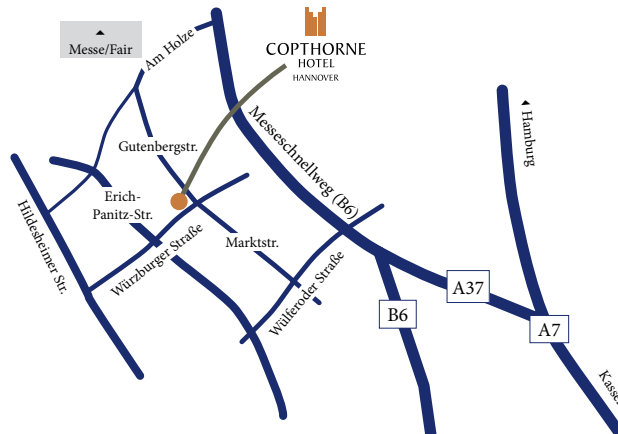 Messe/Fair
Am Holze
COPTHORNE
HOTEL
HANNOVER
Gutenbergstr.
Messeschnellweg (B6)
Hamburg
Erich-
Panitz-Str.
Hildesheimer Str.
Würzburger Straße
Marktstr.
Wülferoder Straße
A37
B6
A7